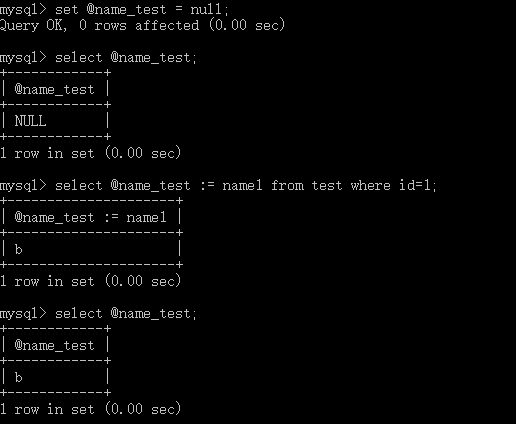 mysql> set @name_test = null;
Query OK, 0 rows affected (0.00 sec)
mysql> select @name_test;
+------------+
| @name_test |
+------------+
| NULL       |
+------------+
1 row in set (0.00 sec)
mysql> select @name_test := name1 from test where id=1;
+---------------------+
| @name_test := name1 |
+---------------------+
| b                   |
+---------------------+
1 row in set (0.00 sec)
mysql> select @name_test;
+------------+
| @name_test |
+------------+
| b          |
+------------+
1 row in set (0.00 sec)